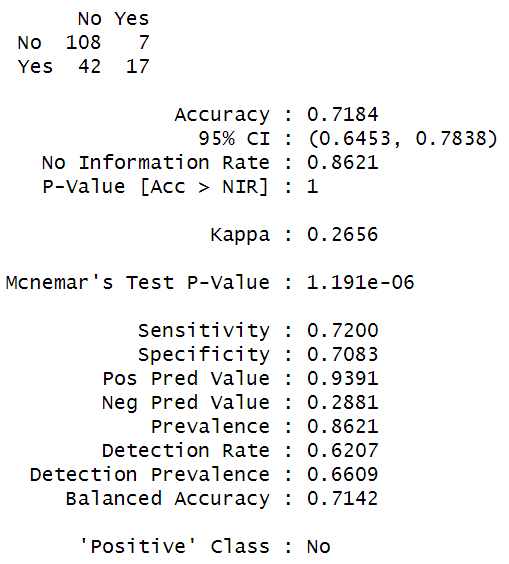 No Yes
No 108 7
Yes 42 17
Accuracy : 0.7184
95% CI : (0.6453, 0.7838)
No Information Rate : 0.8621
P-Value [Acc > NIR] : 1
Kappa : 0.2656
Mcnemar's Test P-Value : 1.191e-06
Sensitivity : 0.7200
Specificity : 0.7083
Pos Pred Value : 0.9391
Neg Pred Value : 0.2881
Prevalence : 0.8621
Detection Rate : 0.6207
Detection Prevalence : 0.6609
Balanced Accuracy : 0.7142
'Positive' Class : No